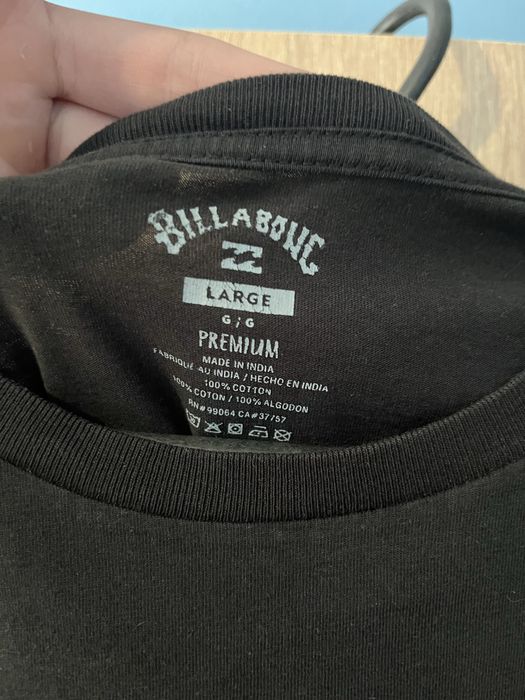 BILLABONG
LARGE
G / G
PREMIUM
MADE IN INDIA
FABRIQUÉ AU INDIA / HECHO EN INDIA
100% COTTON
100% COTON / 100% ALGODON
RN#99064 CA#37757